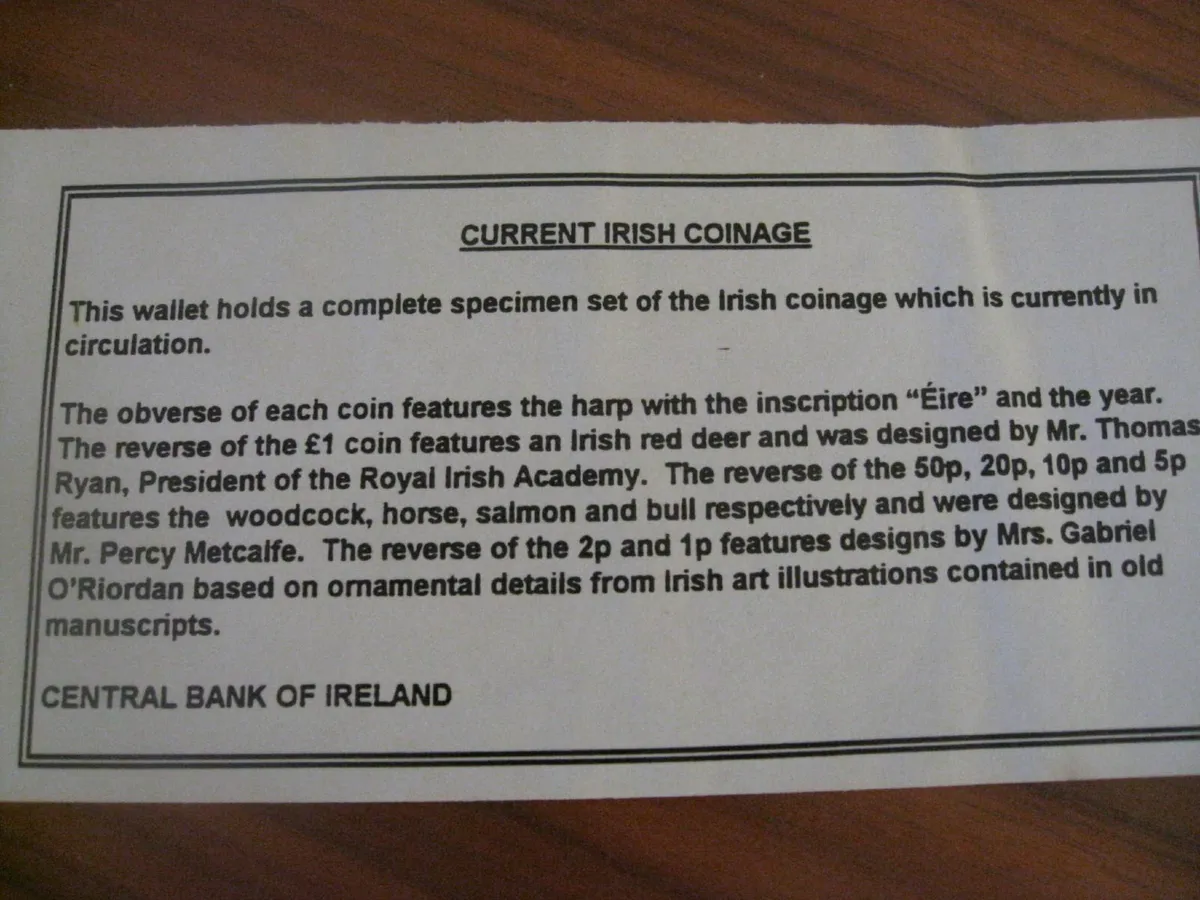 CURRENT IRISH COINAGE
This wallet holds a complete specimen set of the Irish coinage which is currently in
circulation.
The obverse of each coin features the harp with the inscription “Éire” and the year.
The reverse of the £1 coin features an Irish red deer and was designed by Mr. Thomas
Ryan, President of the Royal Irish Academy. The reverse of the 50p, 20p, 10p and 5p
features the woodcock, horse, salmon and bull respectively and were designed by
Mr. Percy Metcalfe. The reverse of the 2p and 1p features designs by Mrs. Gabriel
O'Riordan based on ornamental details from Irish art illustrations contained in old
manuscripts.
CENTRAL BANK OF IRELAND